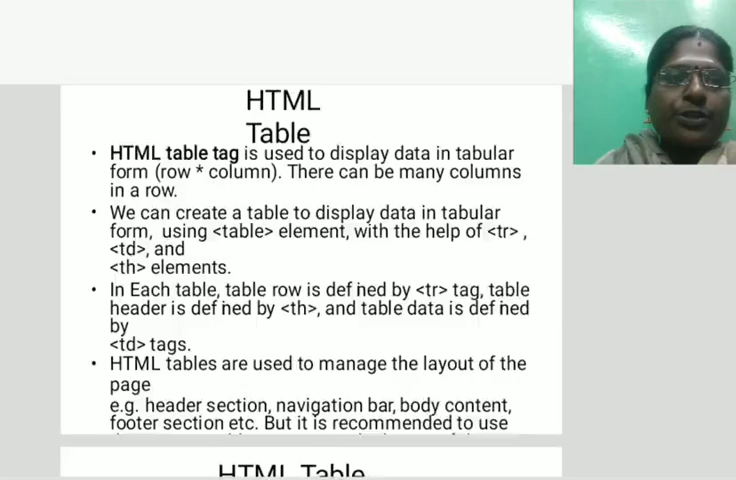 HTML
Table
• HTML table tag is used to display data in tabular
form (row * column). There can be many columns
in a row.
• We can create a table to display data in tabular
form, using <table> element, with the help of <tr> ,
<td>, and
<th> elements.
• In Each table, table row is defined by <tr> tag, table
header is defined by <th>, and table data is defined
by
<td> tags.
• HTML tables are used to manage the layout of the
page
e.g. header section, navigation bar, body content,
footer section etc. But it is recommended to use
HTML Table